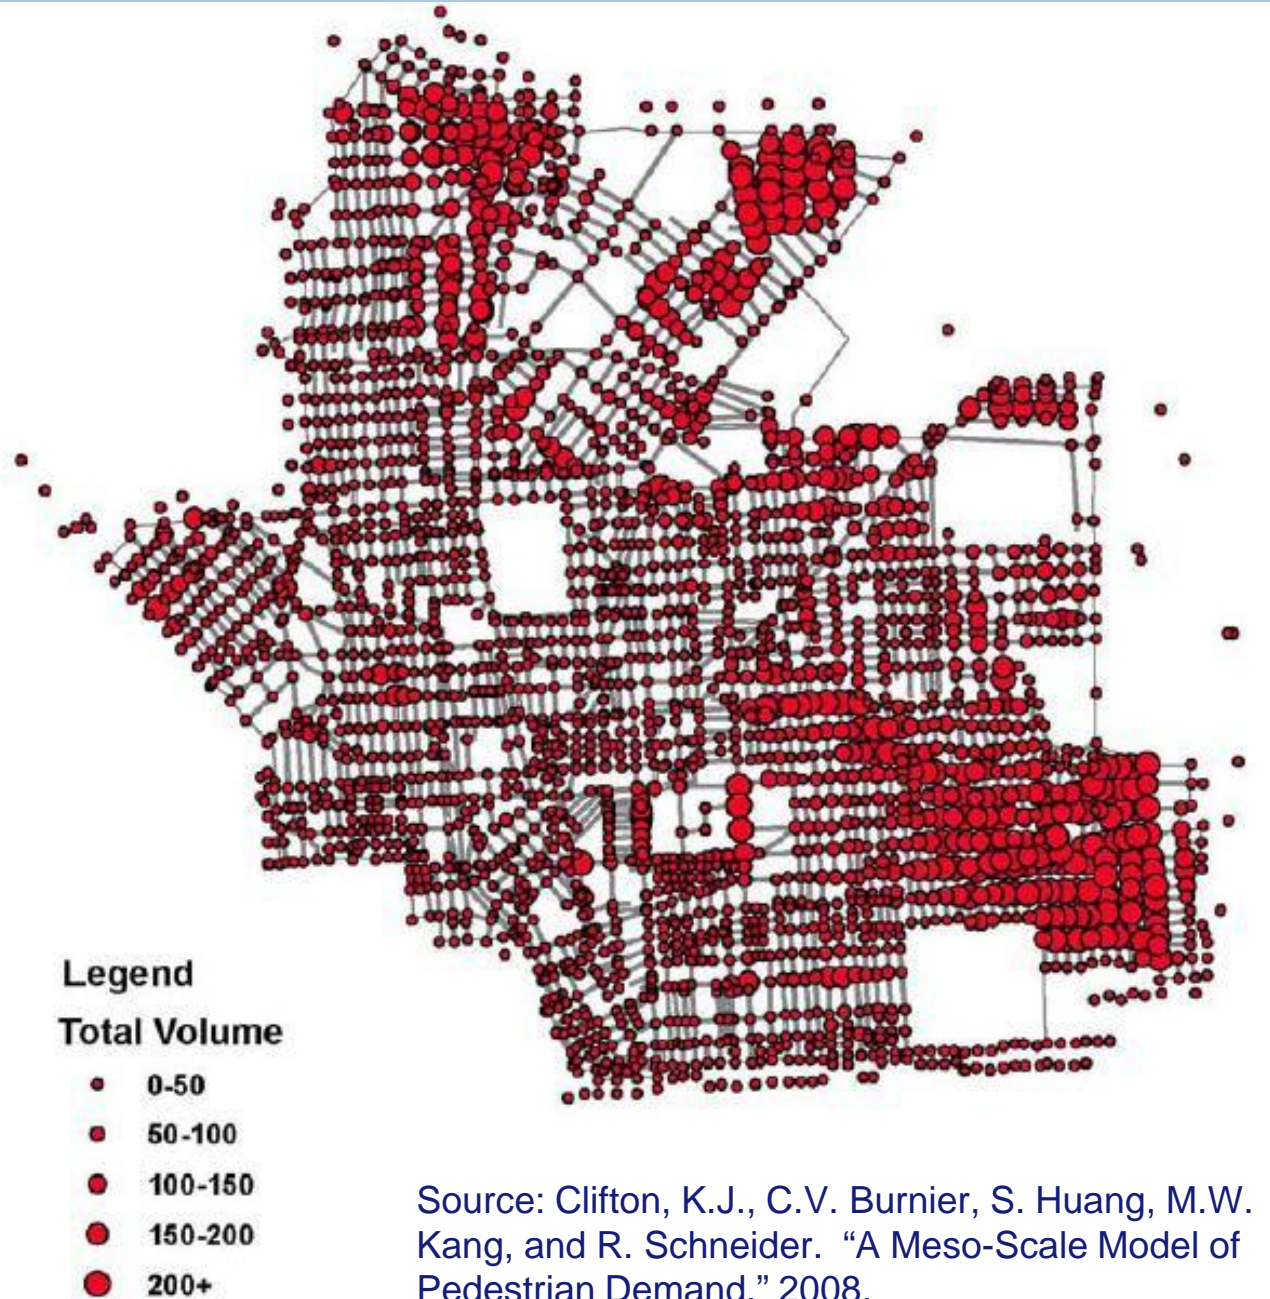 Legend
Total Volume
0-50
50-100
100-150
150-200
200+
Source: Clifton, K.J., C.V. Burnier, S. Huang, M.W.
Kang, and R. Schneider. “A Meso-Scale Model of
Pedestrian Demand,” 2008.